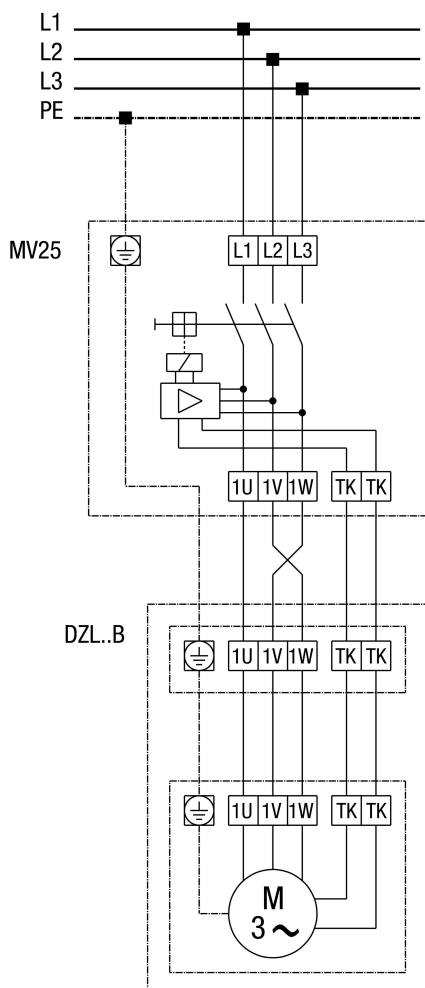 L1
L2
L3
PE
MV25
L1 L2 L3
1U 1V 1W TK TK
DZL..B
1U 1V 1W TK TK
1U 1V 1W TK TK
M
3 ~